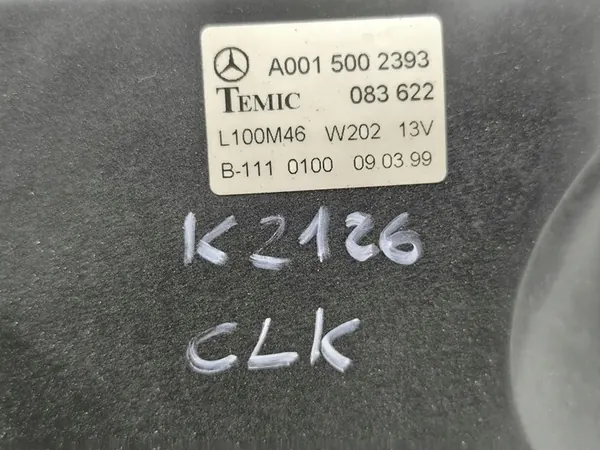 A001 500 2393
TEMIC 083 622
L100M46 W202 13V
B-111 0100 09 03 99
K2126
CLK